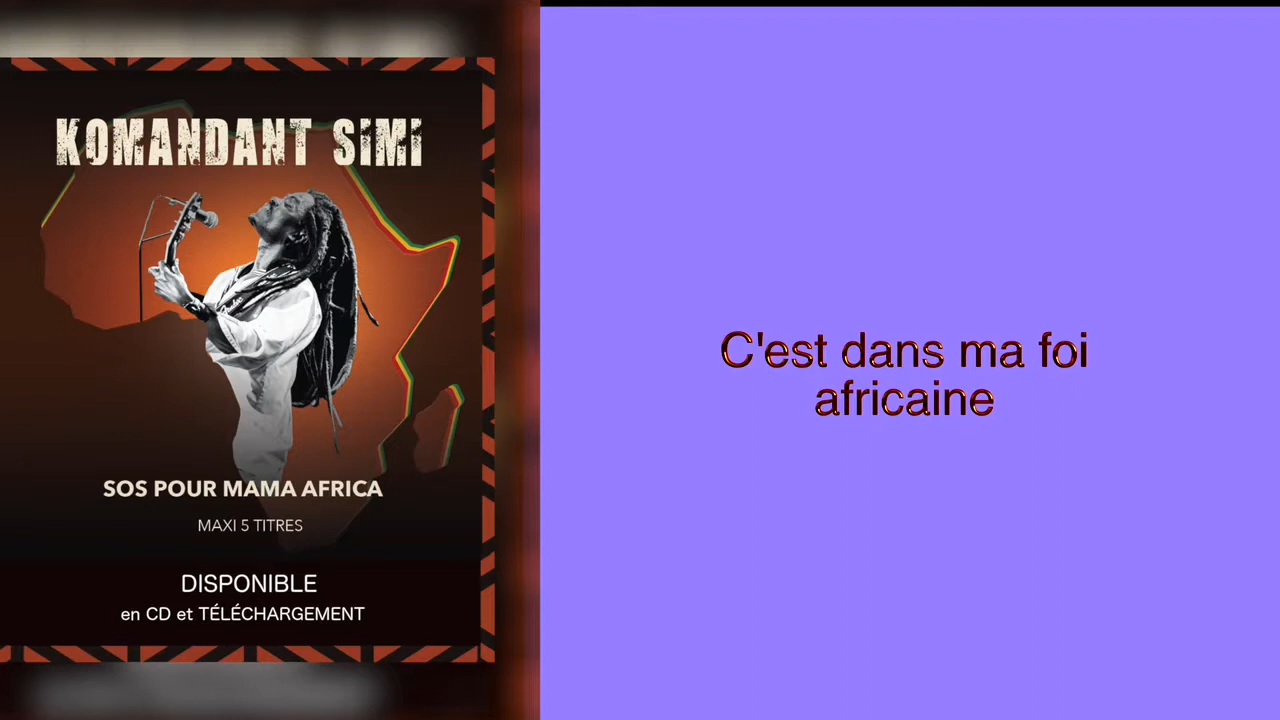 KOMANDANT SIMI
SOS POUR MAMA AFRICA
MAXI 5 TITRES
DISPONIBLE
en CD et TÉLÉCHARGEMENT
C'est dans ma foi
africaine